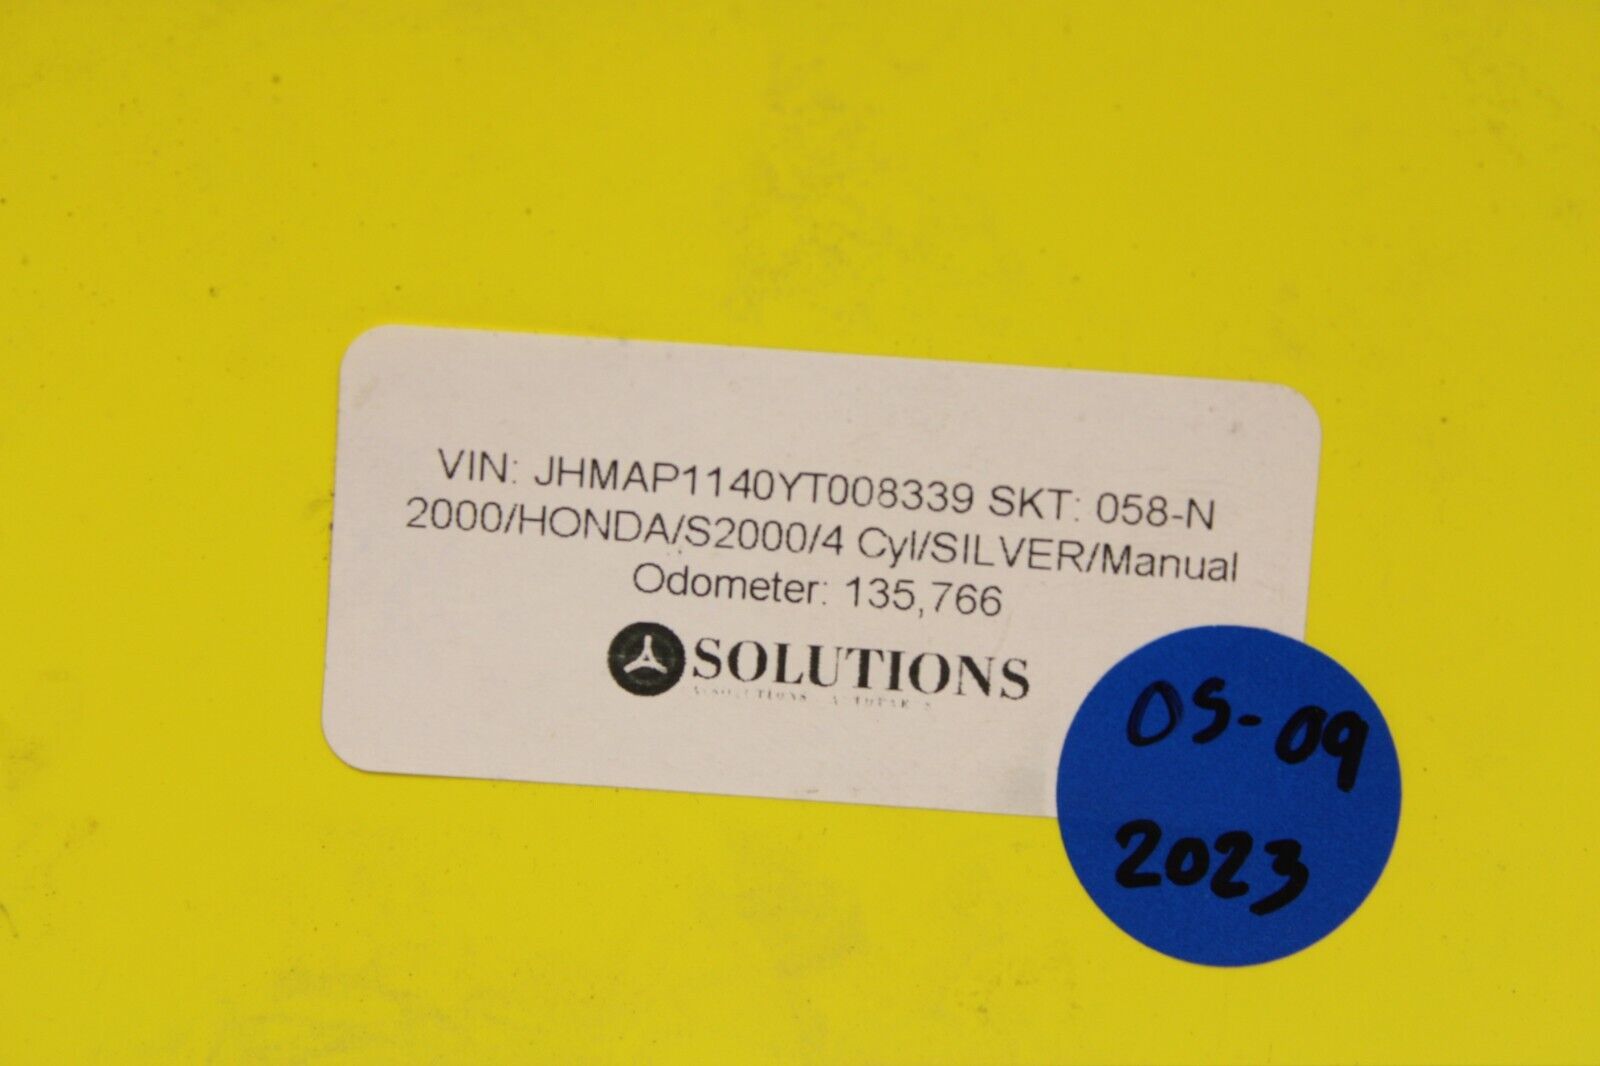 VIN: JHMAP1140YT008339 SKT: 058-N
2000/HONDA/S2000/4 Cyl/SILVER/Manual
Odometer: 135,766
SOLUTIONS
05-09
2023